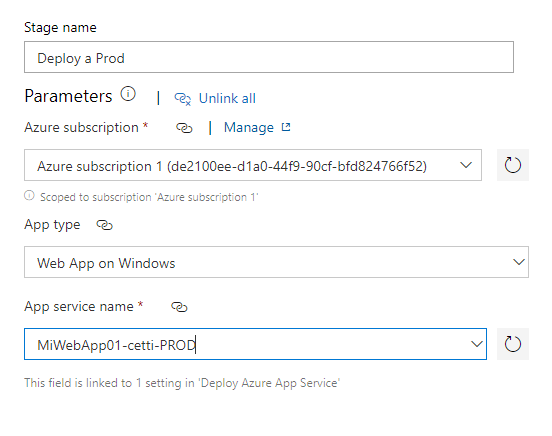 Stage name
Deploy a Prod
Parameters | Unlink all
Azure subscription * | Manage
Azure subscription 1 (de2100ee-d1a0-44f9-90cf-bfd824766f52)
Scoped to subscription 'Azure subscription 1'
App type
Web App on Windows
App service name *
MiWebApp01-cetti-PROD
This field is linked to 1 setting in 'Deploy Azure App Service'